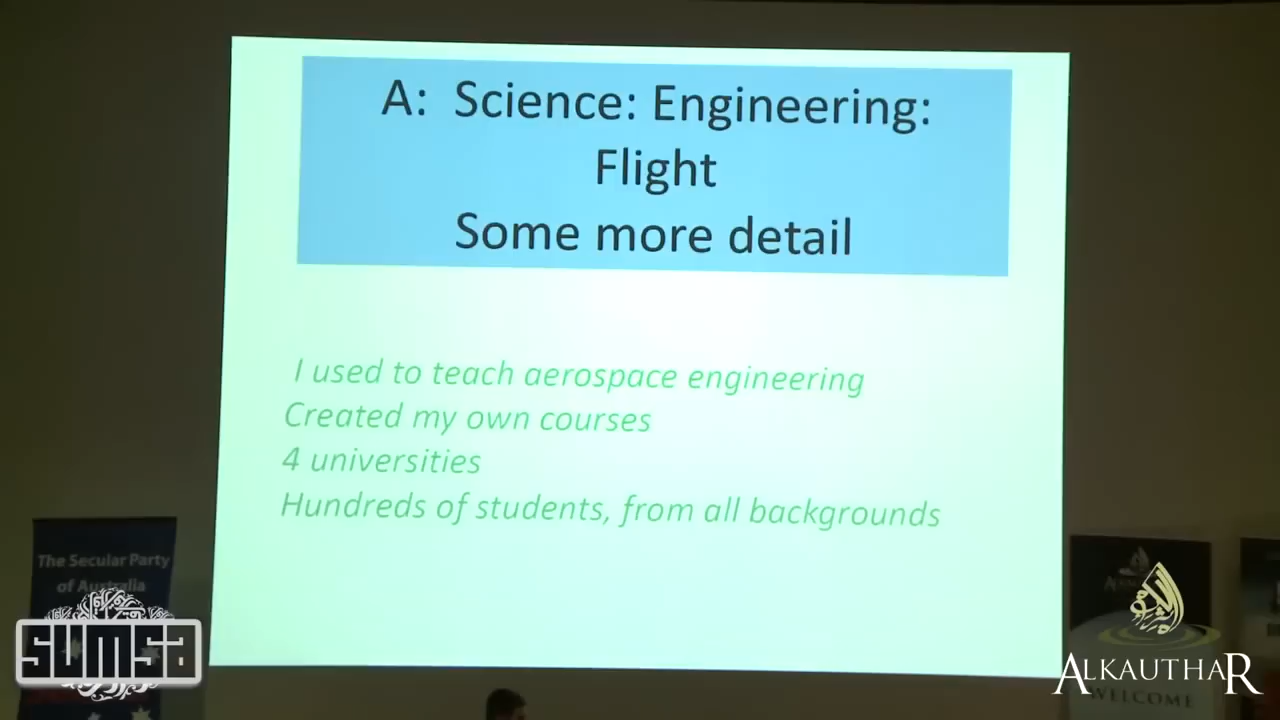 A: Science: Engineering:
Flight
Some more detail
I used to teach aerospace engineering
Created my own courses
4 universities
Hundreds of students, from all backgrounds
The Secular Party
of Australia
sumsa
ALKAUTHAR
WELCOME